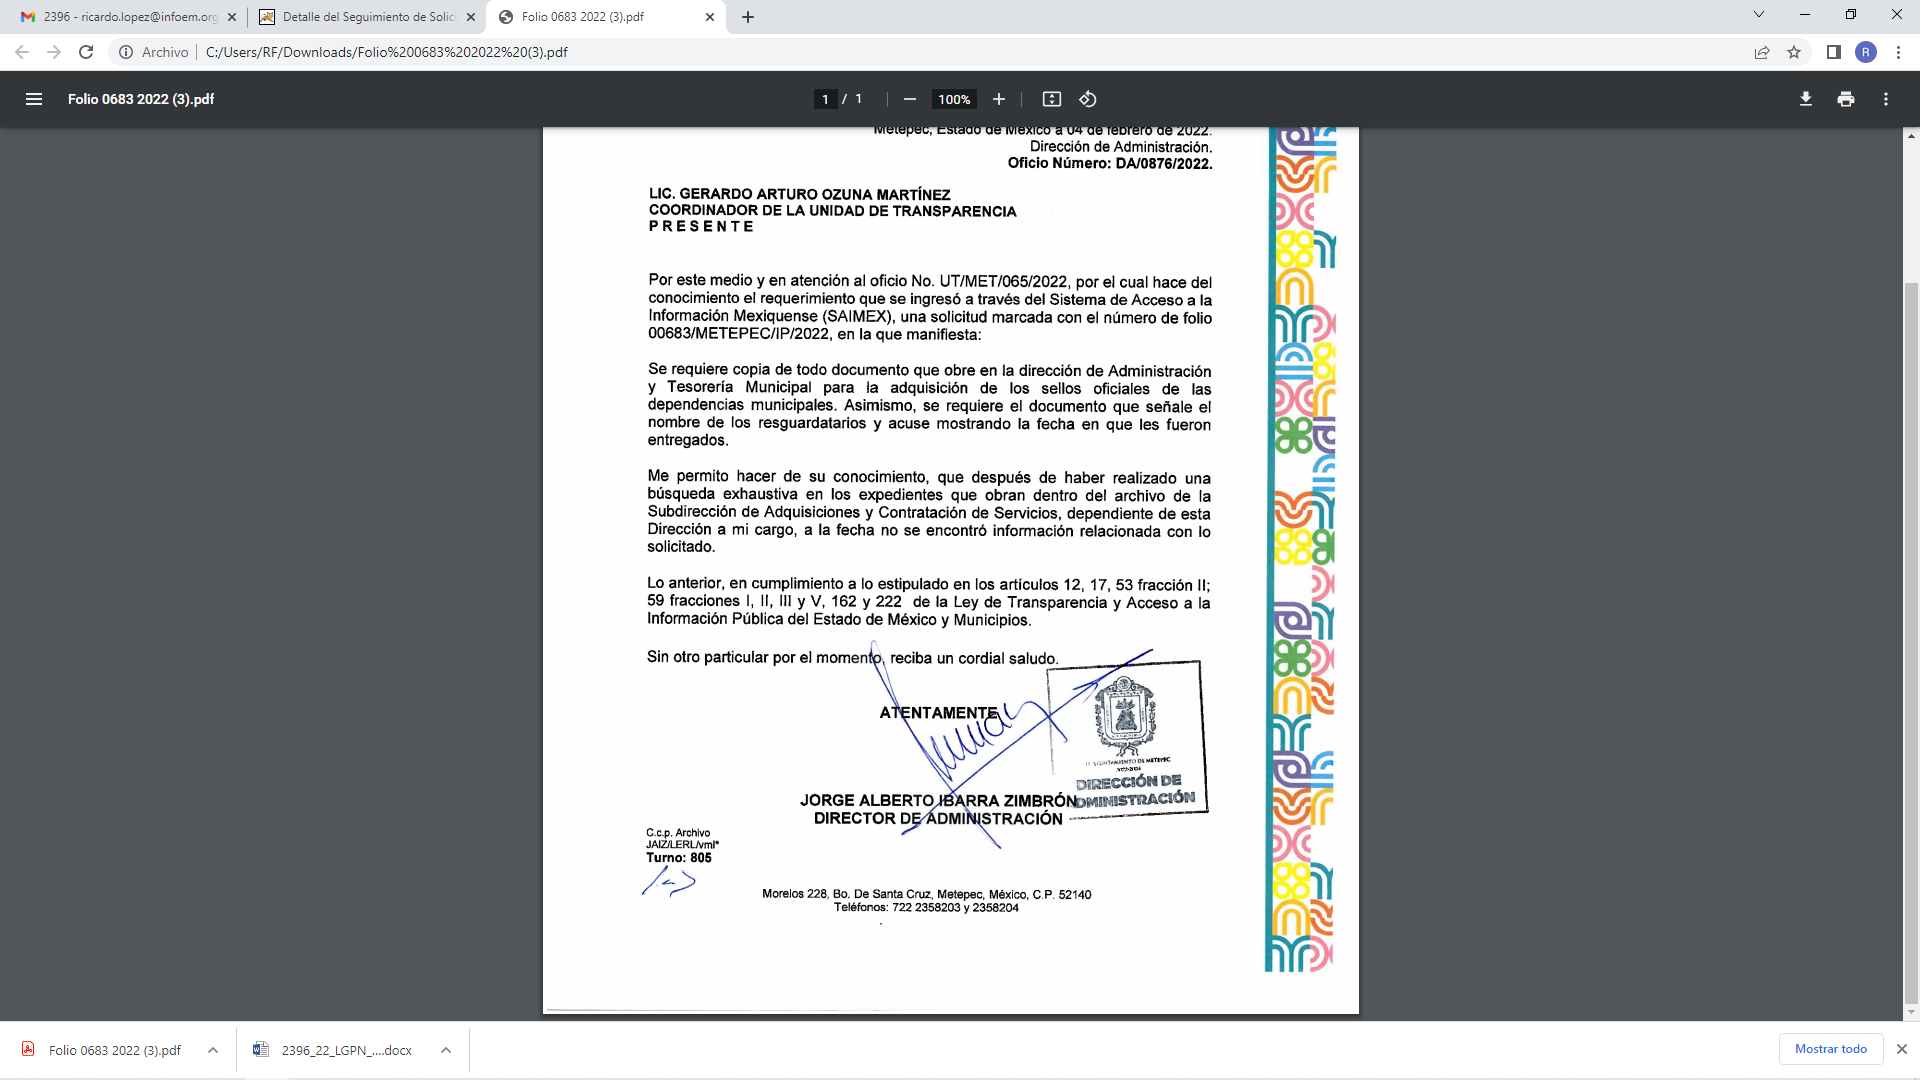 2396 - ricardo.lopez@infoem.org
Detalle del Seguimiento de Solici
Folio 0683 2022 (3).pdf
Archivo
C:/Users/RF/Downloads/Folio%200683%202022%20(3).pdf
R
Folio 0683 2022 (3).pdf
1 / 1
100%
Metepec, Estado de México a 04 de febrero de 2022.
Dirección de Administración.
Oficio Número: DA/0876/2022.
LIC. GERARDO ARTURO OZUNA MARTÍNEZ
COORDINADOR DE LA UNIDAD DE TRANSPARENCIA
P R E S E N T E
Por este medio y en atención al oficio No. UT/MET/065/2022, por el cual hace del
conocimiento el requerimiento que se ingresó a través del Sistema de Acceso a la
Información Mexiquense (SAIMEX), una solicitud marcada con el número de folio
00683/METEPEC/IP/2022, en la que manifiesta:
Se requiere copia de todo documento que obre en la dirección de Administración
y Tesorería Municipal para la adquisición de los sellos oficiales de las
dependencias municipales. Asimismo, se requiere el documento que señale el
nombre de los resguardatarios y acuse mostrando la fecha en que les fueron
entregados.
Me permito hacer de su conocimiento, que después de haber realizado una
búsqueda exhaustiva en los expedientes que obran dentro del archivo de la
Subdirección de Adquisiciones y Contratación de Servicios, dependiente de esta
Dirección a mi cargo, a la fecha no se encontró información relacionada con lo
solicitado.
Lo anterior, en cumplimiento a lo estipulado en los artículos 12, 17, 53 fracción II;
59 fracciones I, II, III y V, 162 y 222 de la Ley de Transparencia y Acceso a la
Información Pública del Estado de México y Municipios.
Sin otro particular por el momento, reciba un cordial saludo.
ATENTAMENTE
AYUNTAMIENTO DE METEPEC
DIRECCIÓN DE
DMINISTRACIÓN
JORGE ALBERTO IBARRA ZIMBRÓN
DIRECTOR DE ADMINISTRACIÓN
C.c.p. Archivo
JAIZ/LERL/vml*
Turno: 805
Morelos 228, Bo. De Santa Cruz, Metepec, México, C.P. 52140
Teléfonos: 722 2358203 y 2358204
Folio 0683 2022 (3).pdf
2396_22_LGPN_....docx
Mostrar todo